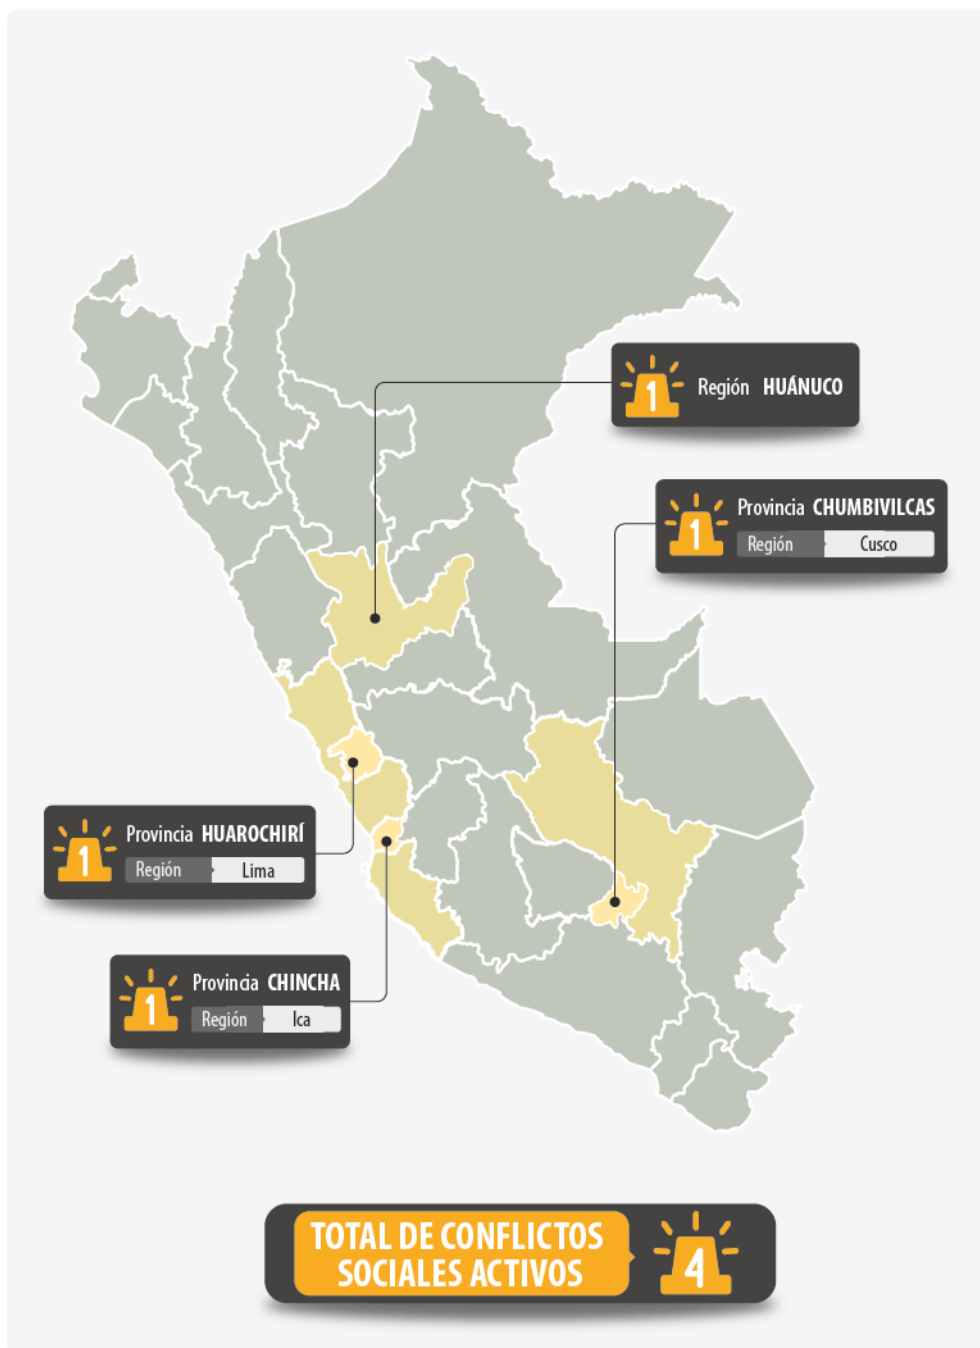 1 Región HUÁNUCO
1 Provincia CHUMBIVILCAS
Región Cusco
1 Provincia HUAROCHIRÍ
Región Lima
1 Provincia CHINCHA
Región Ica
TOTAL DE CONFLICTOS
SOCIALES ACTIVOS
4